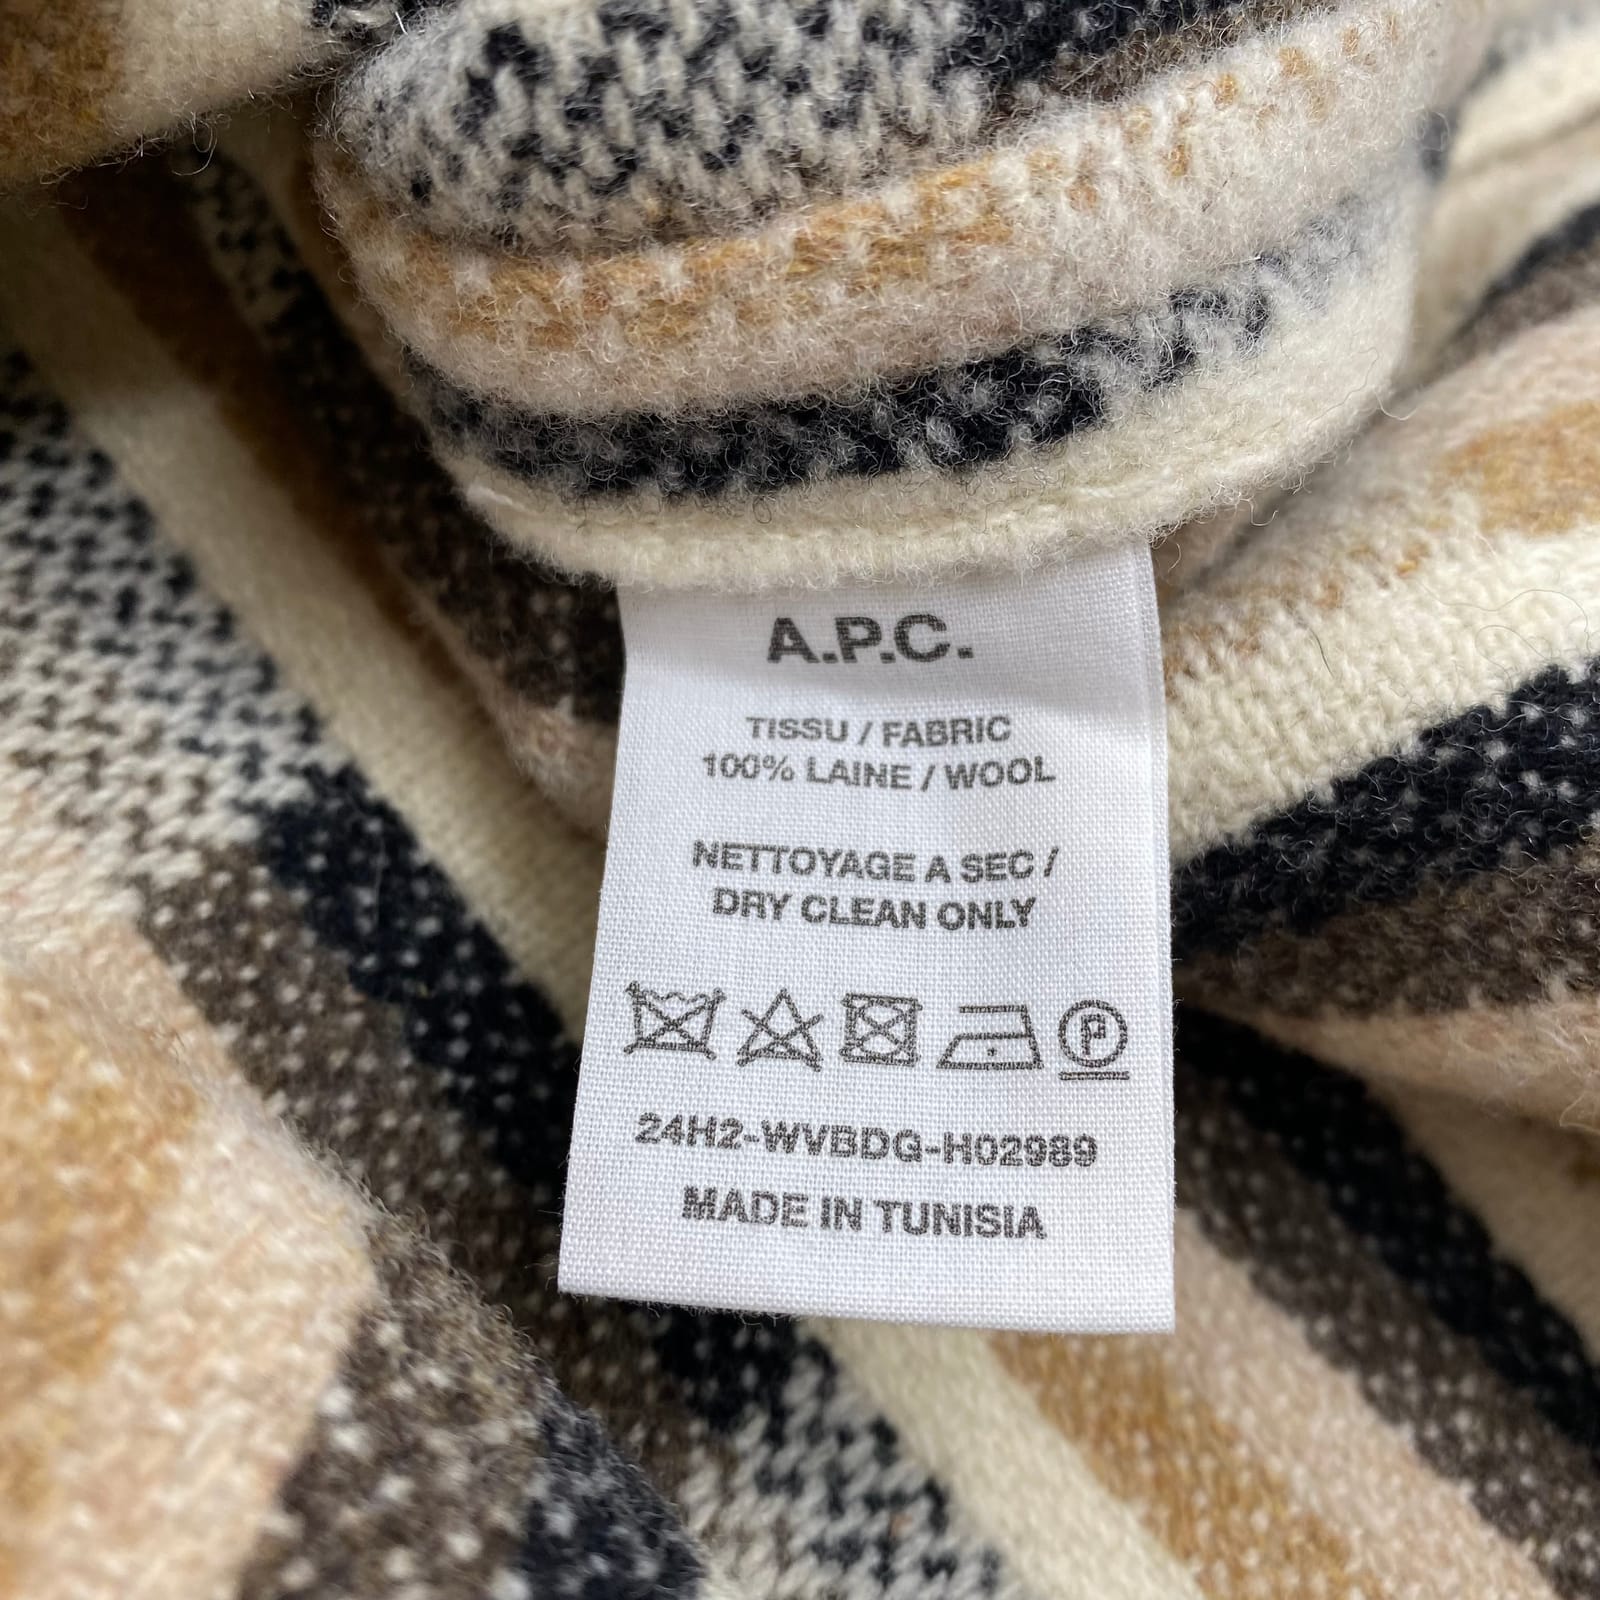 A.P.C.
TISSU / FABRIC
100% LAINE / WOOL
NETTOYAGE A SEC /
DRY CLEAN ONLY
P
24H2-WVBDG-H02989
MADE IN TUNISIA